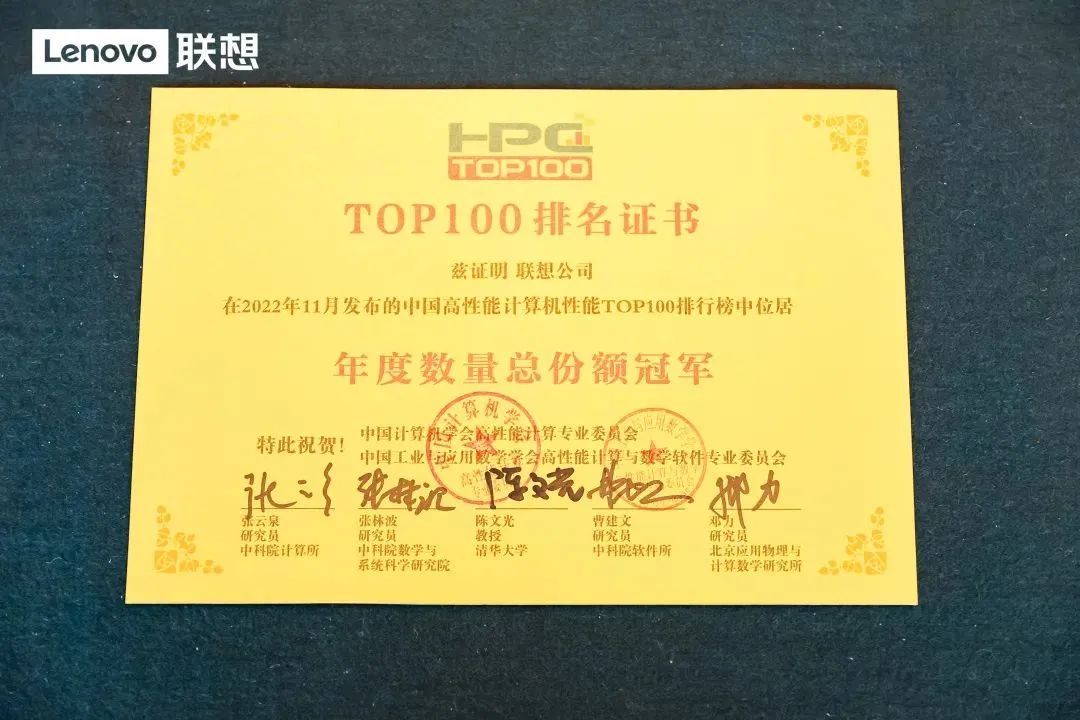 Lenovo 联想
HPC
TOP100
TOP100排名证书
兹证明 联想公司
在2022年11月发布的中国高性能计算机性能TOP100排行榜中位居
年度数量总份额冠军
特此祝贺!
中国计算机学会高性能计算专业委员会
中国工业与应用数学学会高性能计算与数学软件专业委员会
张云泉
研究员
中科院计算所
张林波
研究员
中科院数学与
系统科学研究院
陈文光
教授
清华大学
曹建文
研究员
中科院软件所
邓力
研究员
北京应用物理与
计算数学研究所